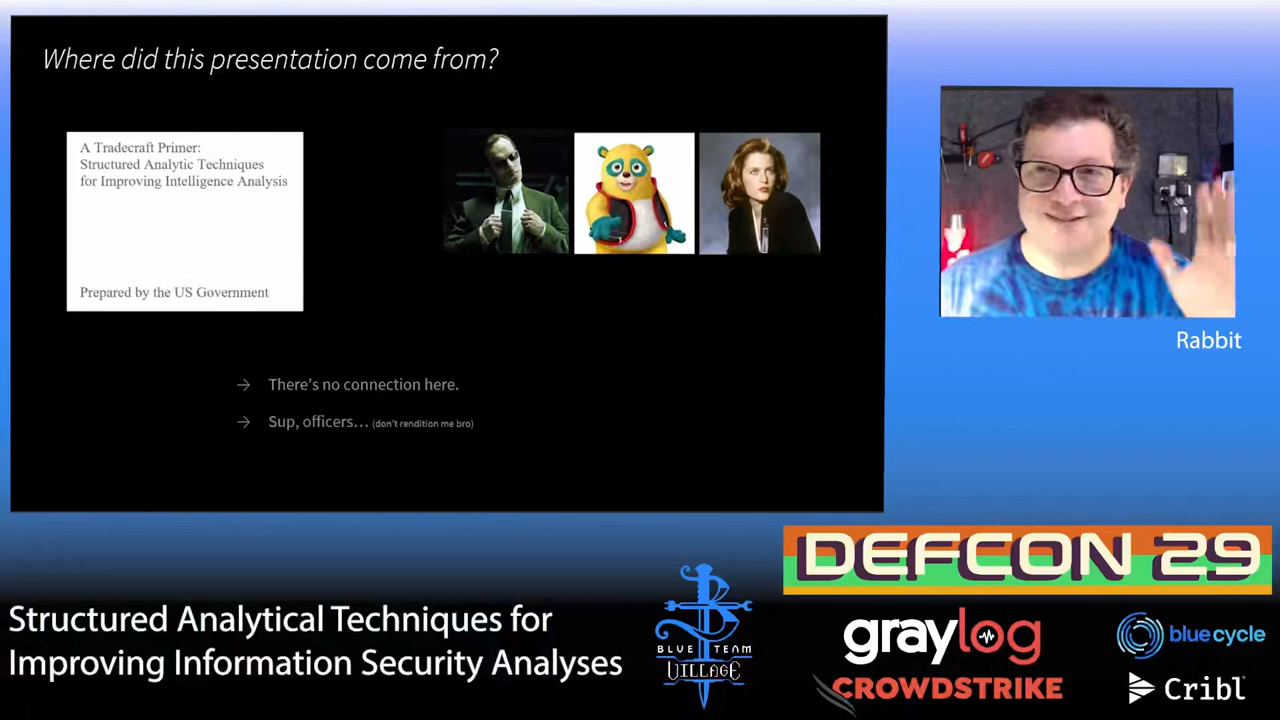 Where did this presentation come from?
A Tradecraft Primer:
Structured Analytic Techniques
for Improving Intelligence Analysis
Prepared by the US Government
→ There's no connection here.
→ Sup, officers... (don't rendition me bro)
Rabbit
Structured Analytical Techniques for
Improving Information Security Analyses
BLUE TEAM
VILLAGE
DEFCON 29
graylog
blue cycle
CROWDSTRIKE
Cribl